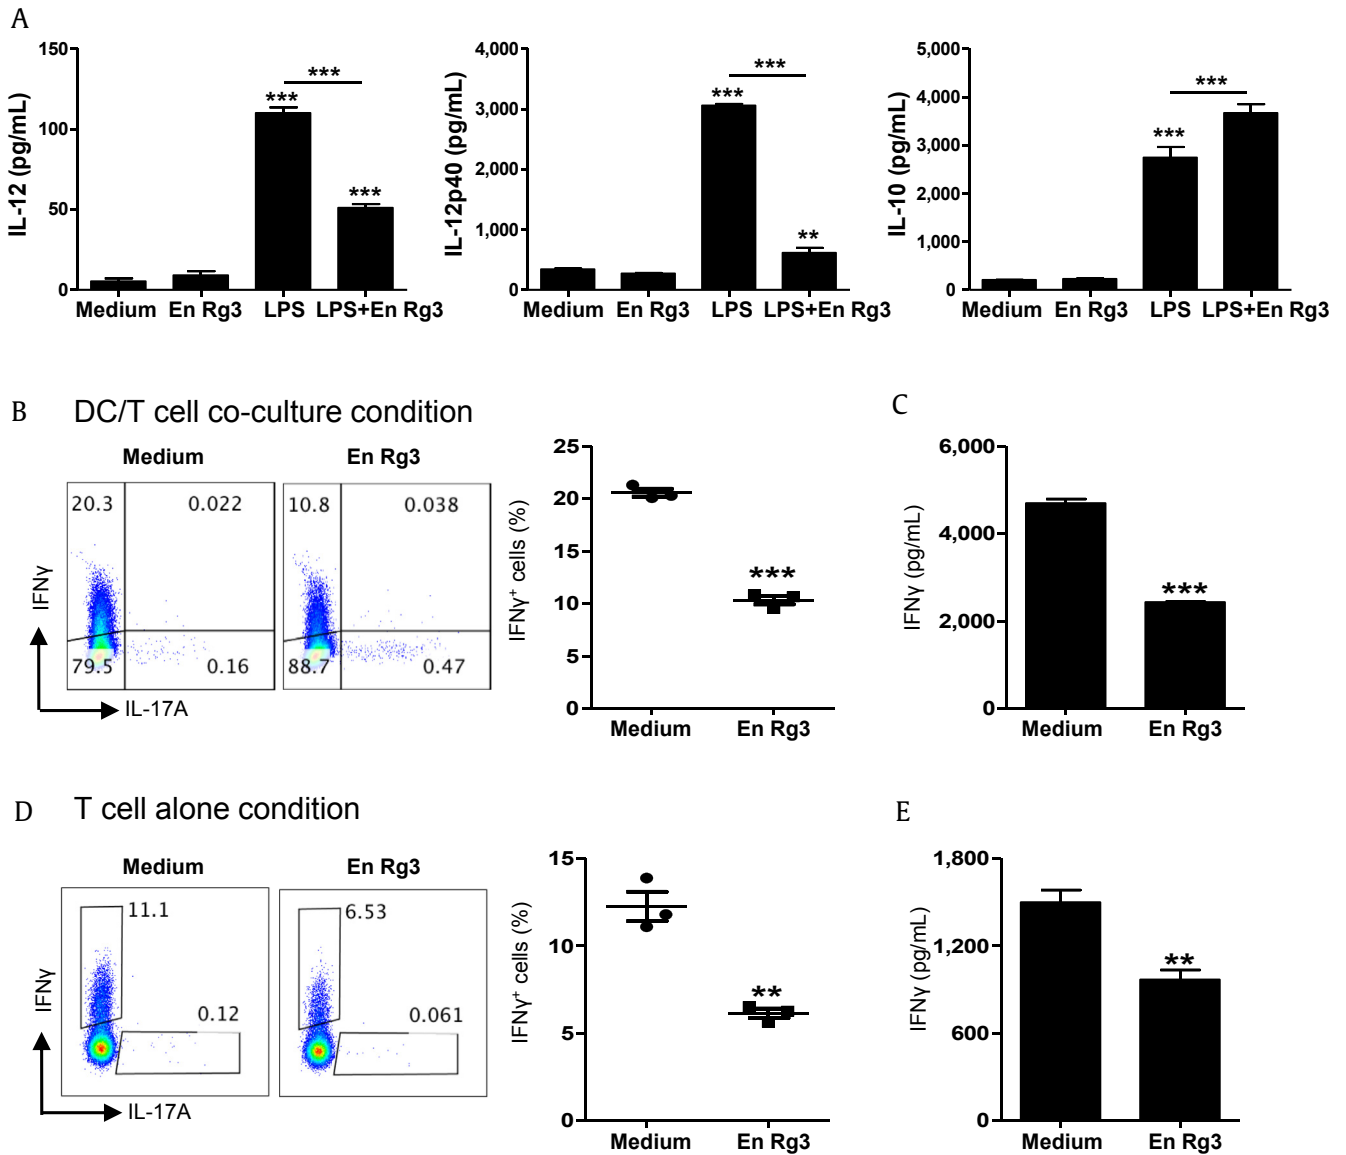 A
150
100
50
0
IL-12 (pg/mL)
***
***
***
Medium En Rg3 LPS LPS+En Rg3
4,000
3,000
2,000
1,000
0
IL-12p40 (pg/mL)
***
***
**
Medium En Rg3 LPS LPS+En Rg3
5,000
4,000
3,000
2,000
1,000
0
IL-10 (pg/mL)
***
***
Medium En Rg3 LPS LPS+En Rg3
B DC/T cell co-culture condition
Medium En Rg3
20.3 0.022
79.5 0.16
10.8 0.038
88.7 0.47
IFNγ
IL-17A
25
20
15
10
5
0
IFNγ+ cells (%)
***
Medium En Rg3
C
6,000
4,000
2,000
0
IFNγ (pg/mL)
***
Medium En Rg3
D T cell alone condition
Medium En Rg3
11.1
0.12
6.53
0.061
IFNγ
IL-17A
15
10
5
0
IFNγ+ cells (%)
**
Medium En Rg3
E
1,800
1,200
600
0
IFNγ (pg/mL)
**
Medium En Rg3